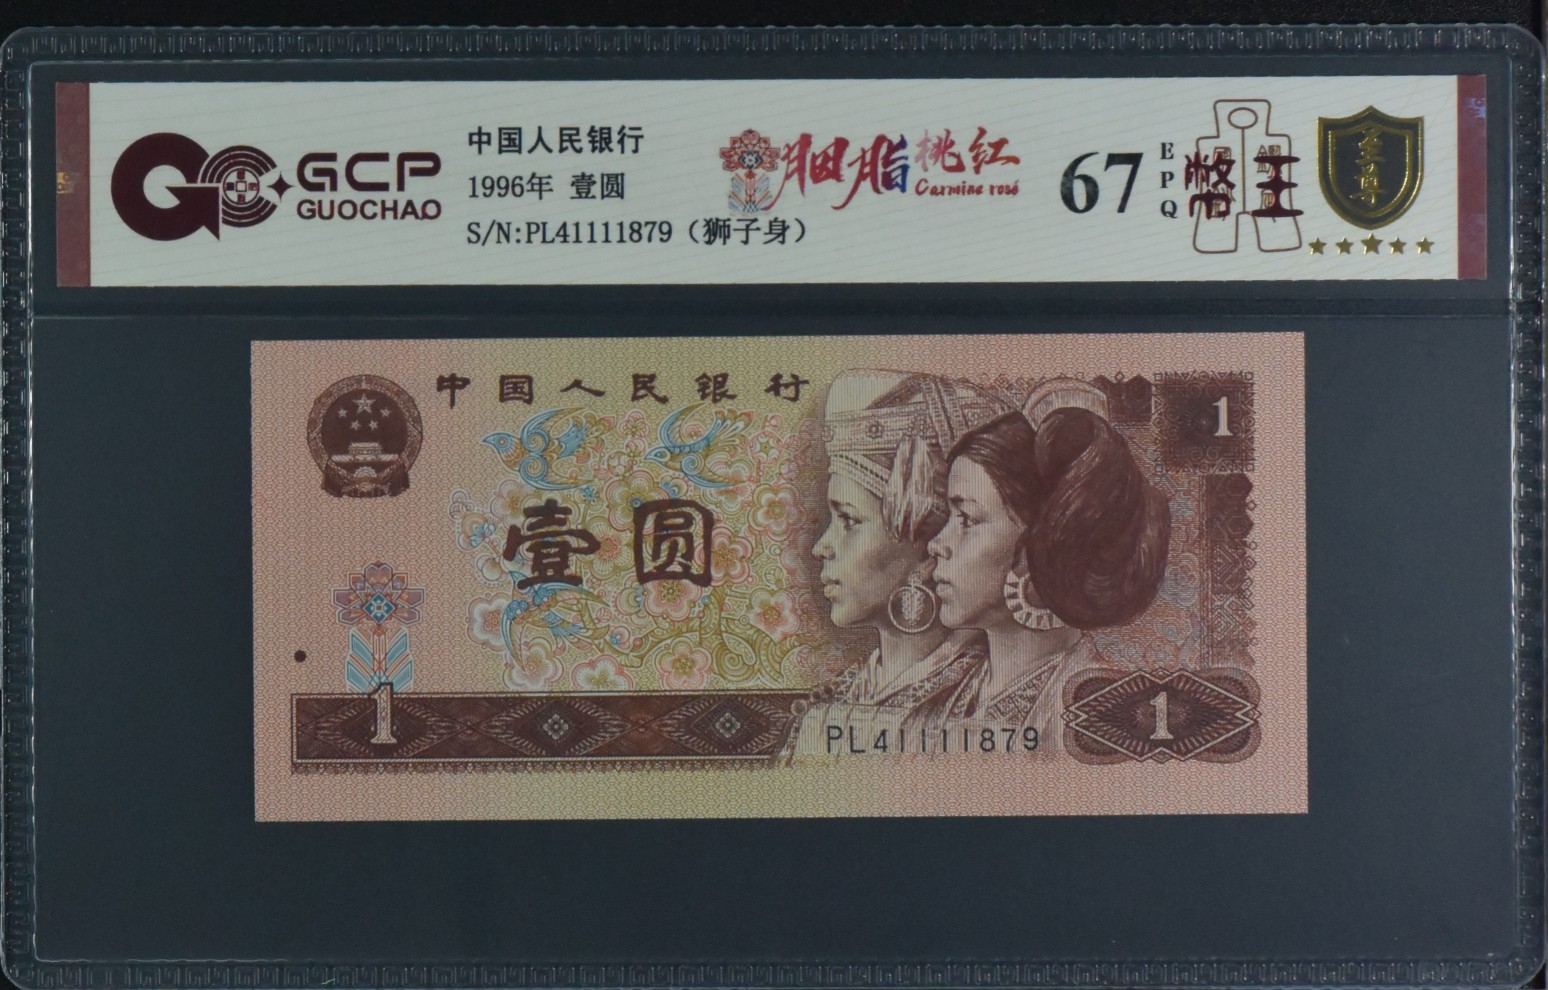 GCP
GUOCHAO
中国人民银行
1996年 壹圆
S/N:PL41111879（狮子身）
胭脂桃红
Carmine rosé
67
EPQ
至尊
中国人民银行
1
壹圆
1
1
PL41111879